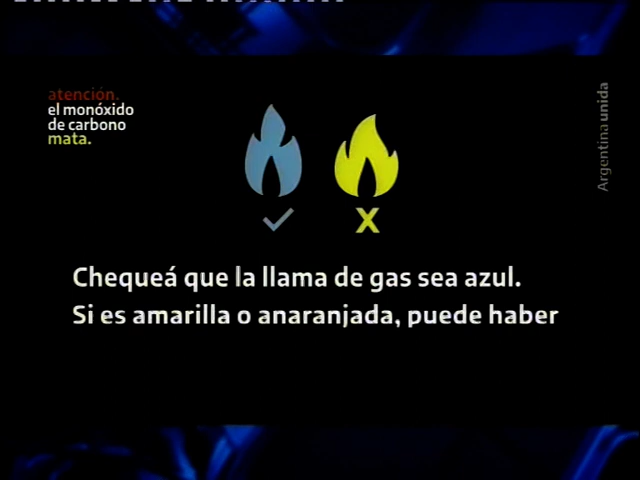 atención.
el monóxido
de carbono
mata.
Argentina unida
X
Chequeá que la llama de gas sea azul.
Si es amarilla o anaranjada, puede haber